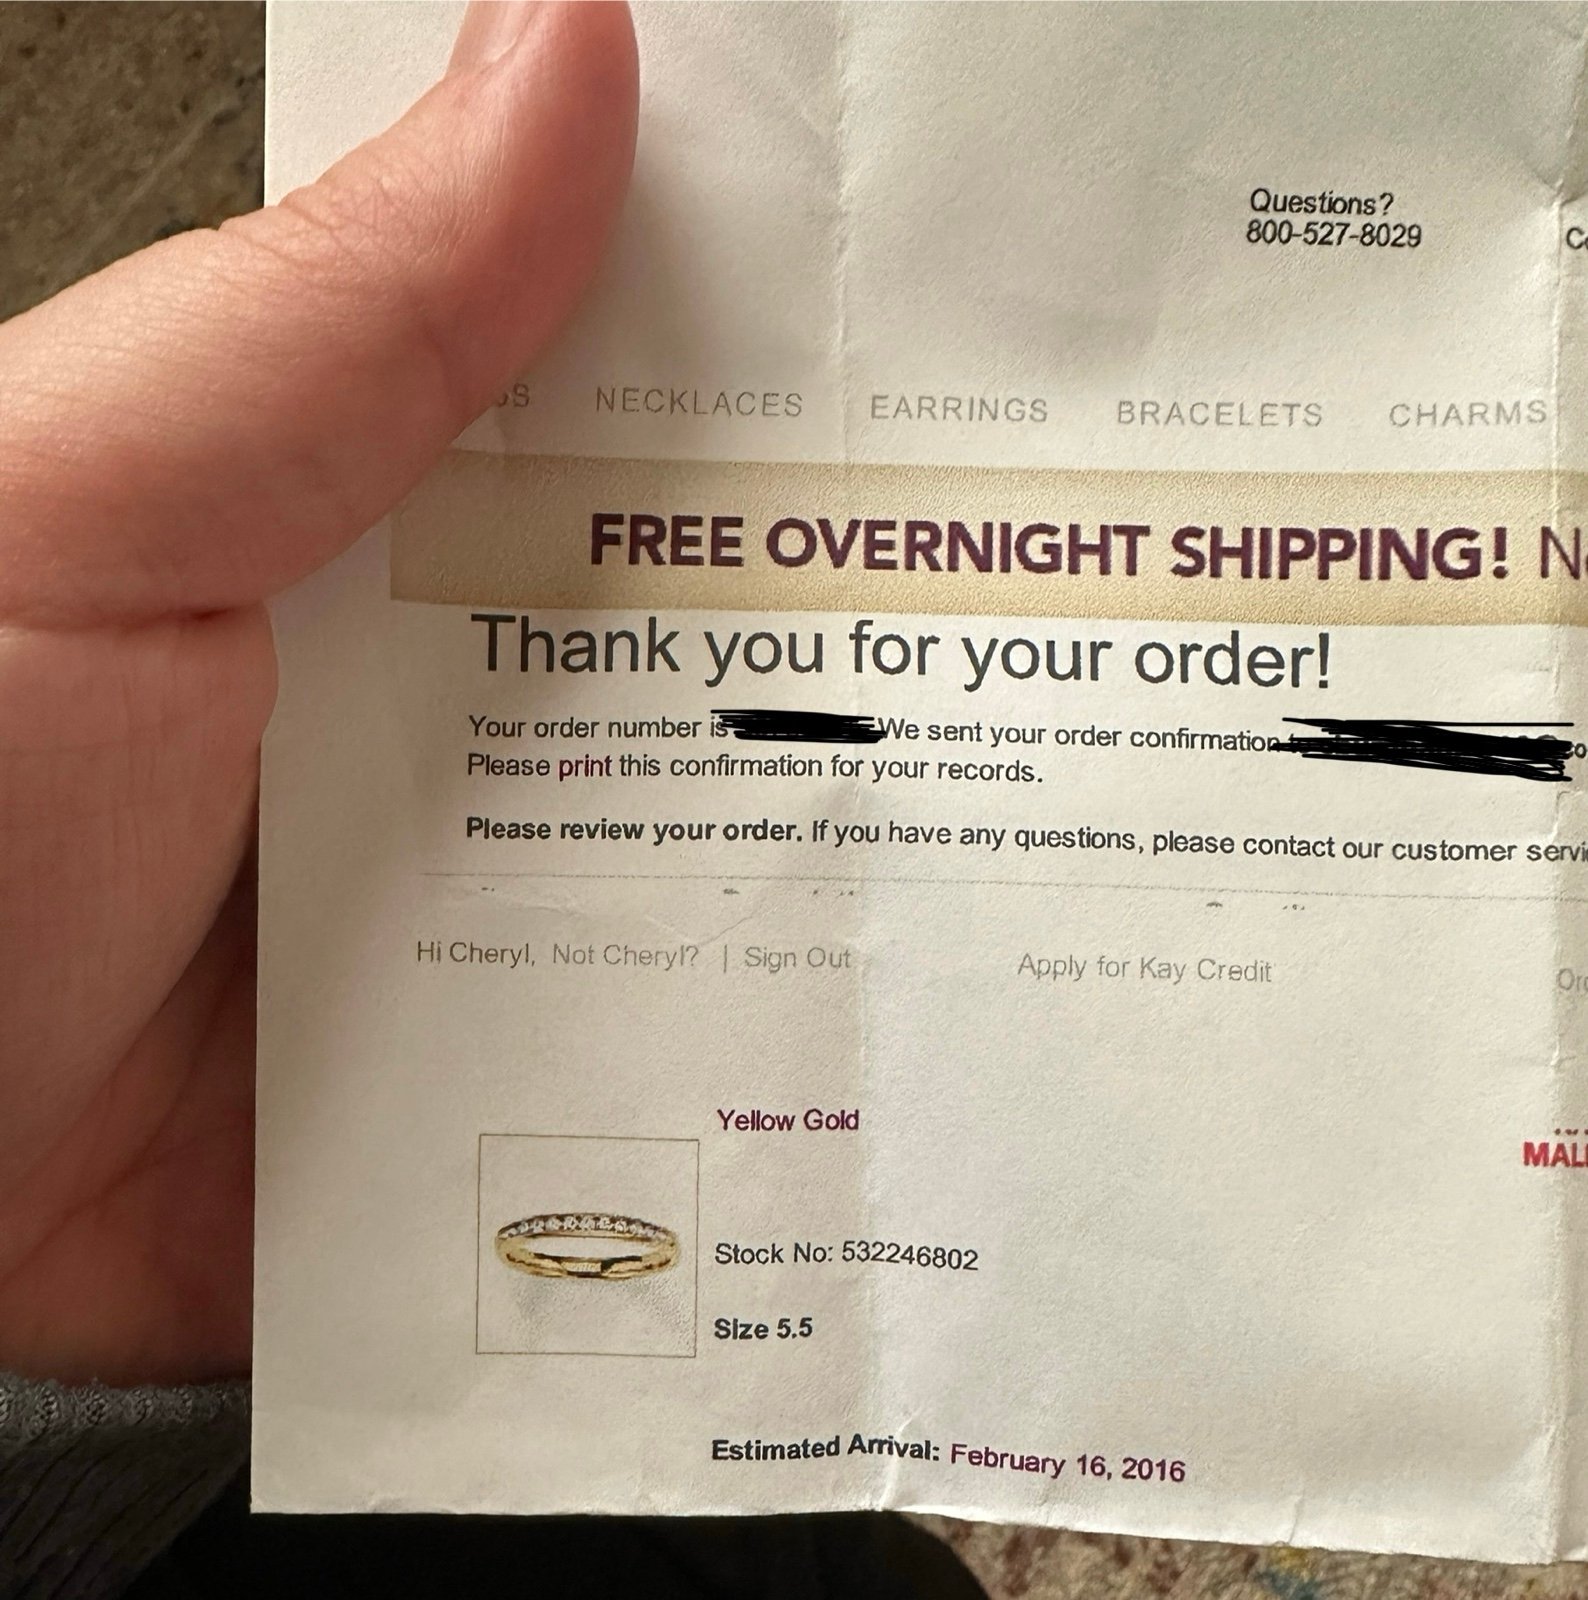 Questions?
800-527-8029
NECKLACES EARRINGS BRACELETS CHARMS
FREE OVERNIGHT SHIPPING!
Thank you for your order!
Your order number is We sent your order confirmation
Please print this confirmation for your records.
Please review your order. If you have any questions, please contact our customer
Hi Cheryl, Not Cheryl? | Sign Out Apply for Kay Credit
Yellow Gold
Stock No: 532246802
Size 5.5
Estimated Arrival: February 16, 2016